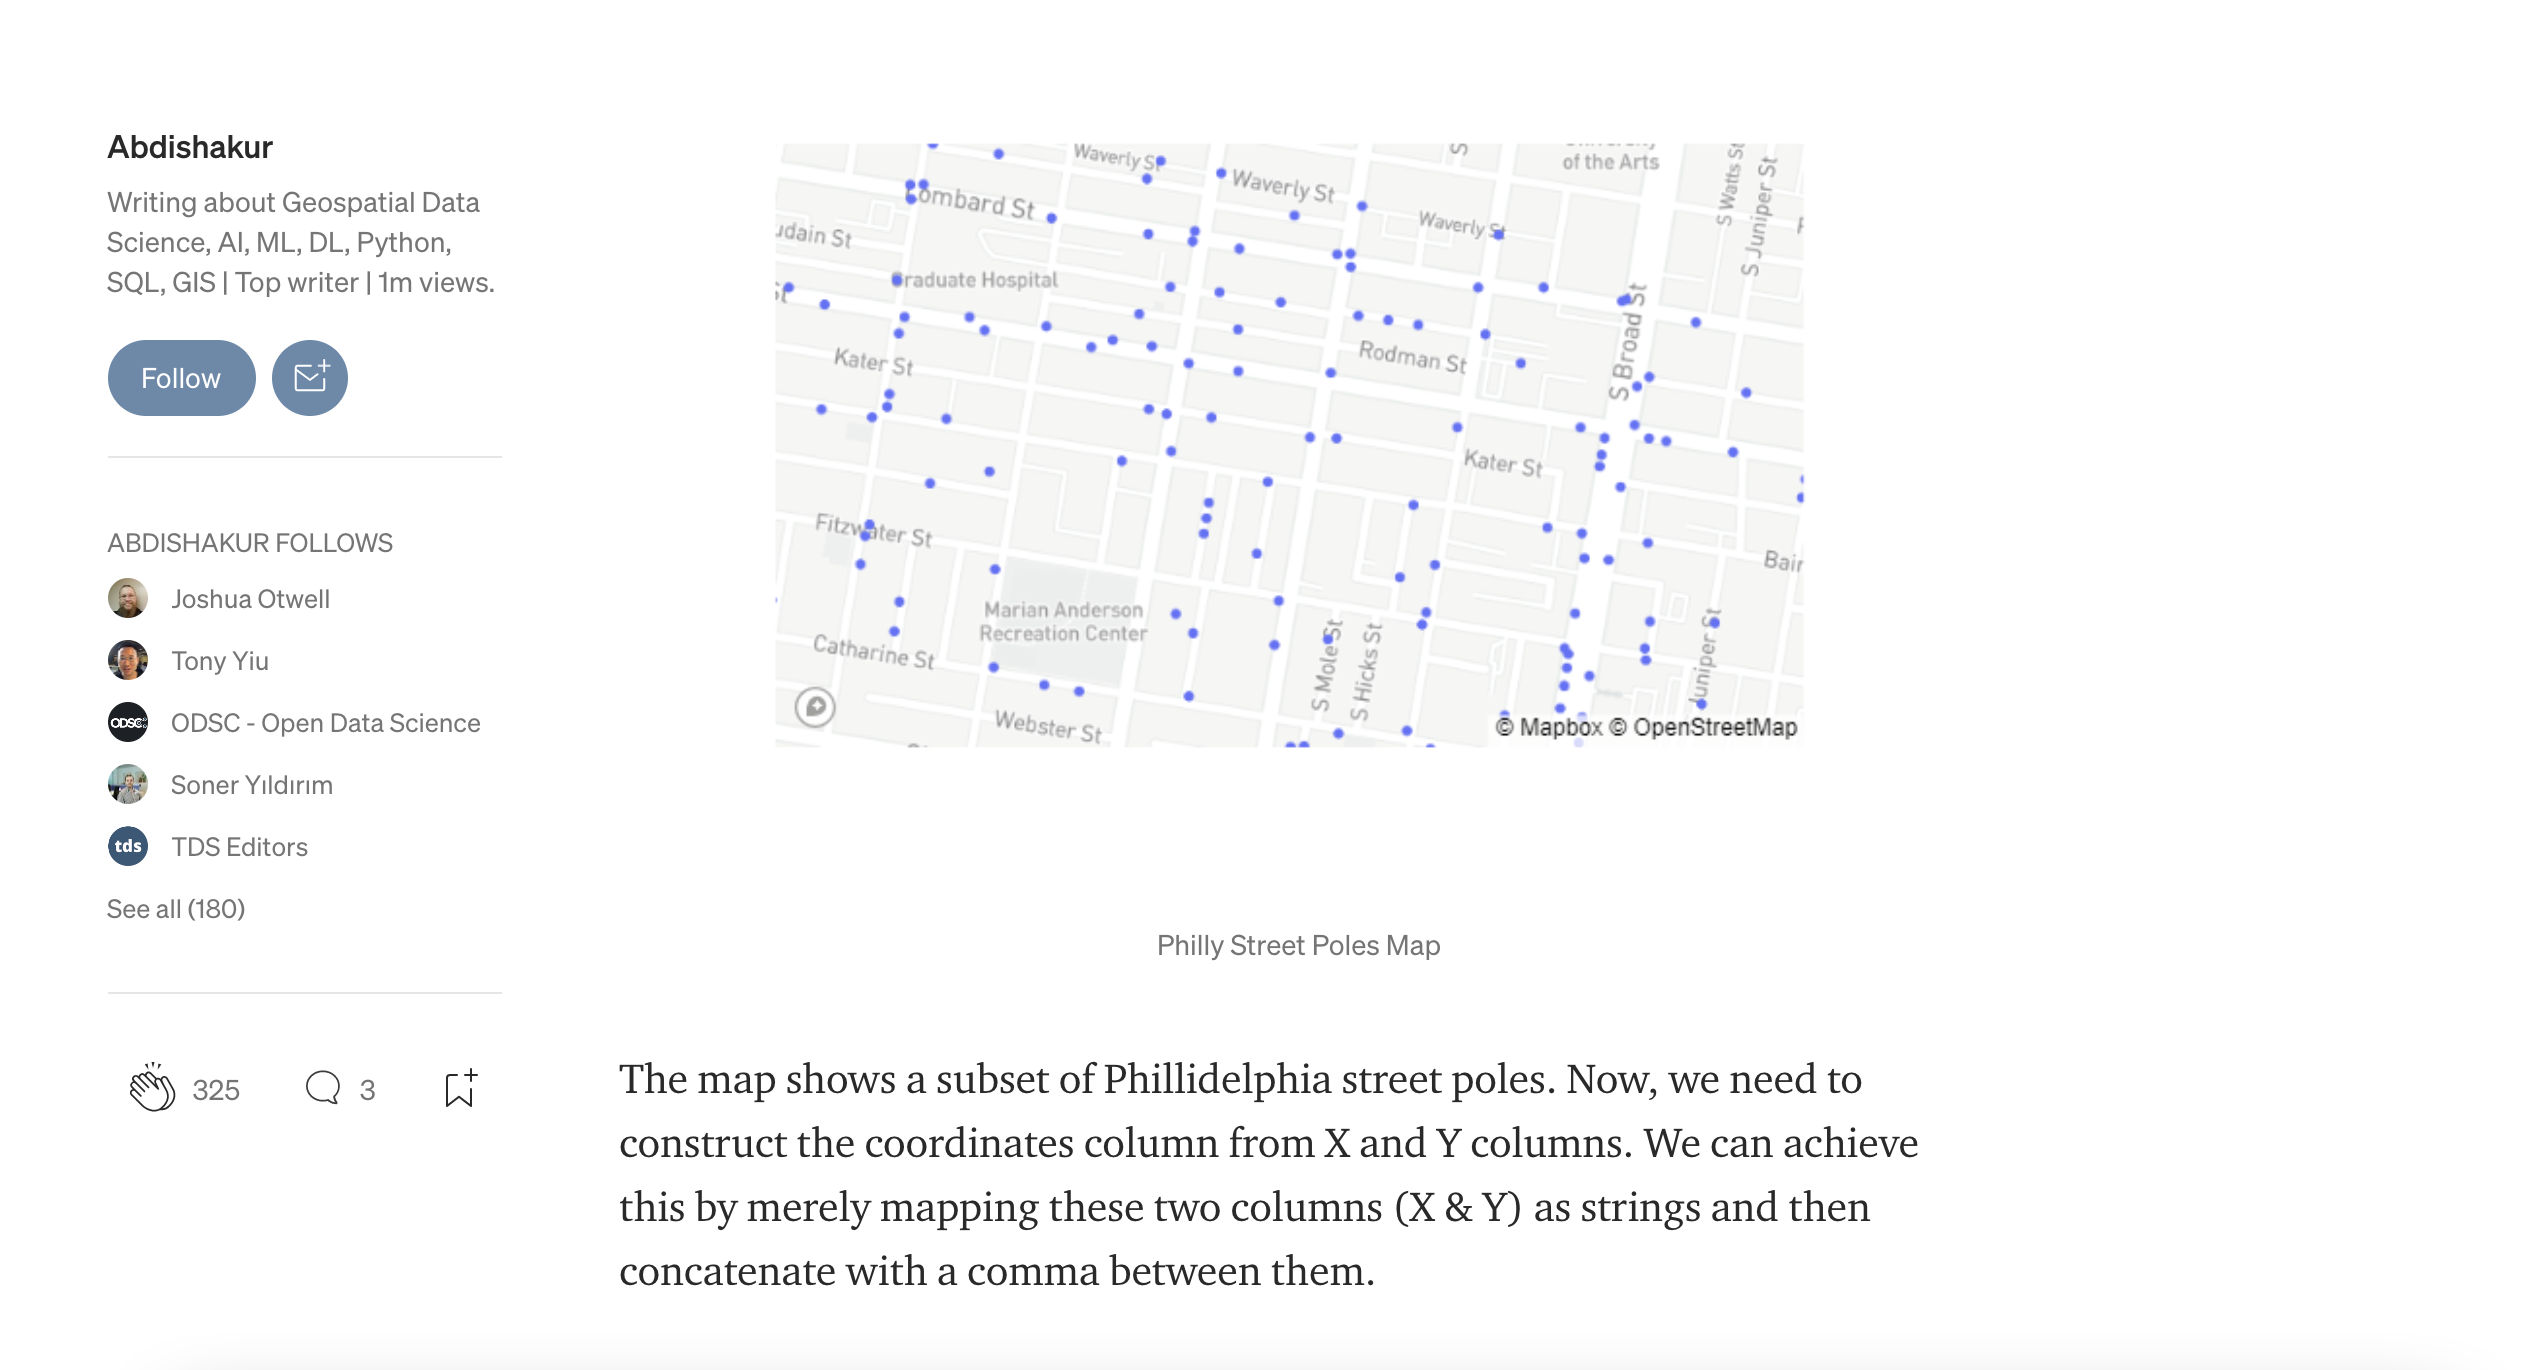 Abdishakur
Writing about Geospatial Data
Science, AI, ML, DL, Python,
SQL, GIS | Top writer | 1m views.
Follow
ABDISHAKUR FOLLOWS
Joshua Otwell
Tony Yiu
ODSC
ODSC - Open Data Science
Soner Yıldırım
tds
TDS Editors
See all (180)
325
3
Waverly St
Waverly St
Waverly St
of the Arts
S Watts St
S Juniper St
Lombard St
udain St
Graduate Hospital
St
Kater St
Rodman St
S Broad St
Kater St
Fitzwater St
Bain
Marian Anderson
Recreation Center
Catharine St
S Mole St
S Hicks St
Juniper St
Webster St
© Mapbox © OpenStreetMap
Philly Street Poles Map
The map shows a subset of Phillidelphia street poles. Now, we need to
construct the coordinates column from X and Y columns. We can achieve
this by merely mapping these two columns (X & Y) as strings and then
concatenate with a comma between them.